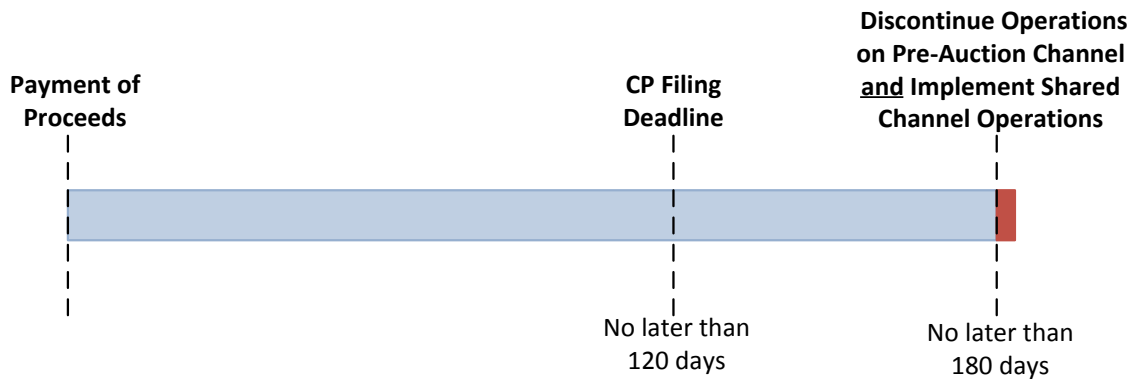 Payment of
Proceeds
CP Filing
Deadline
Discontinue Operations
on Pre-Auction Channel
and Implement Shared
Channel Operations
No later than
120 days
No later than
180 days